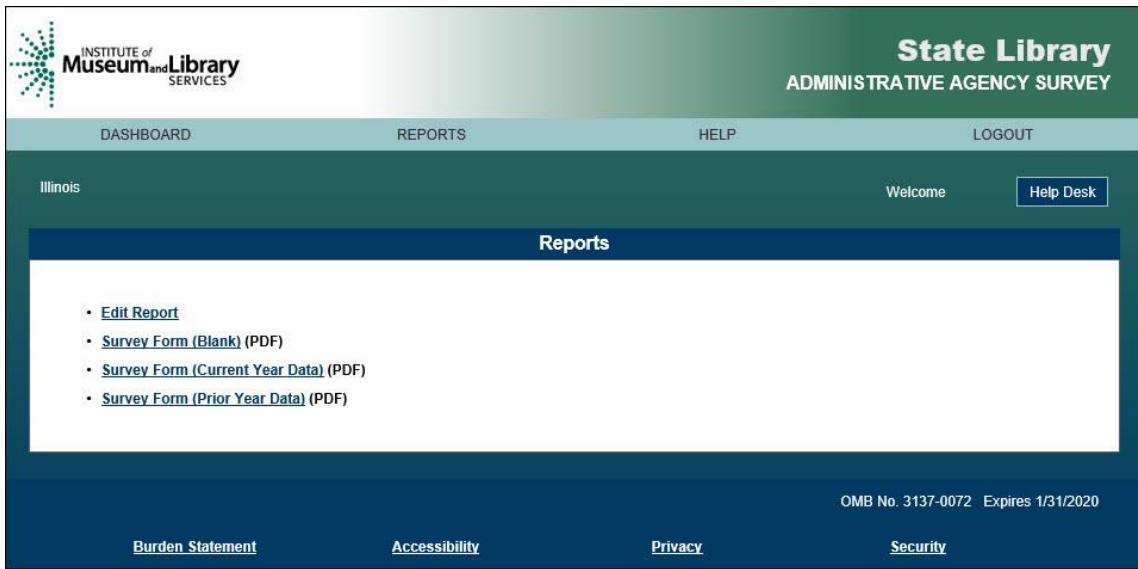 INSTITUTE of
Museum and Library
SERVICES
State Library
ADMINISTRATIVE AGENCY SURVEY
DASHBOARD REPORTS HELP LOGOUT
Illinois Welcome Help Desk
Reports
• Edit Report
• Survey Form (Blank) (PDF)
• Survey Form (Current Year Data) (PDF)
• Survey Form (Prior Year Data) (PDF)
OMB No. 3137-0072 Expires 1/31/2020
Burden Statement Accessibility Privacy Security